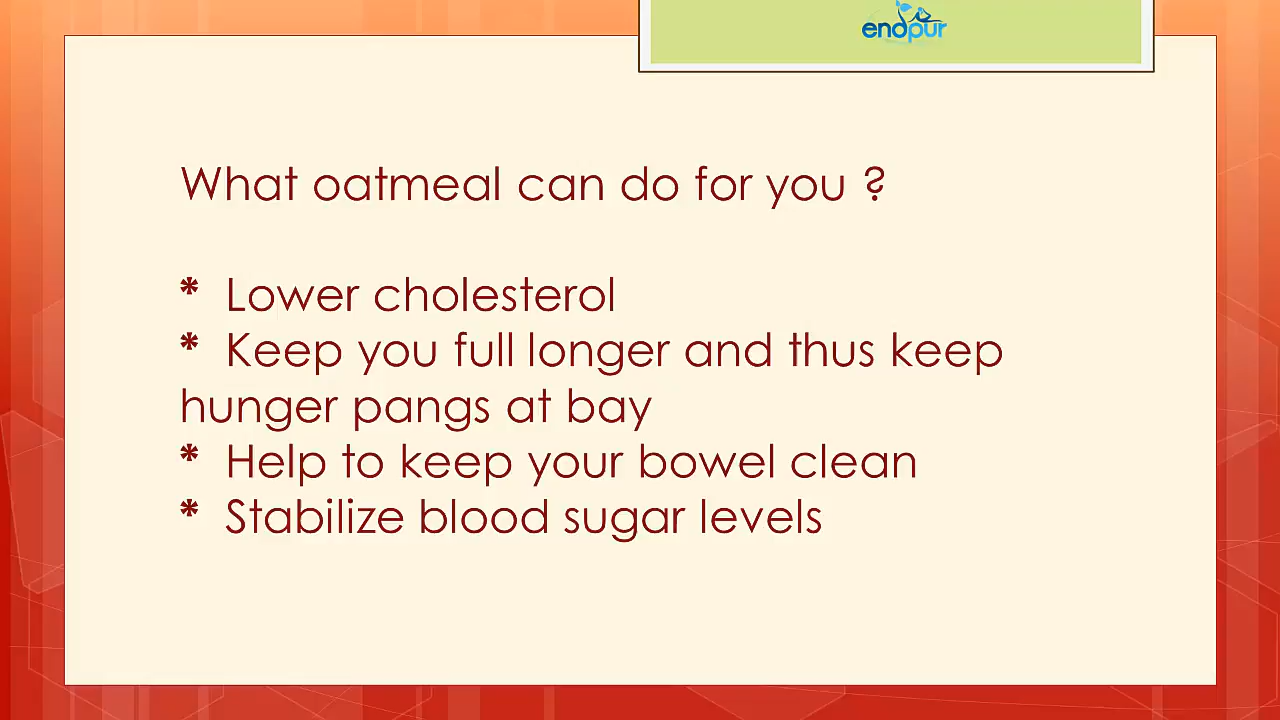 endpur
What oatmeal can do for you ?
* Lower cholesterol
* Keep you full longer and thus keep
hunger pangs at bay
* Help to keep your bowel clean
* Stabilize blood sugar levels